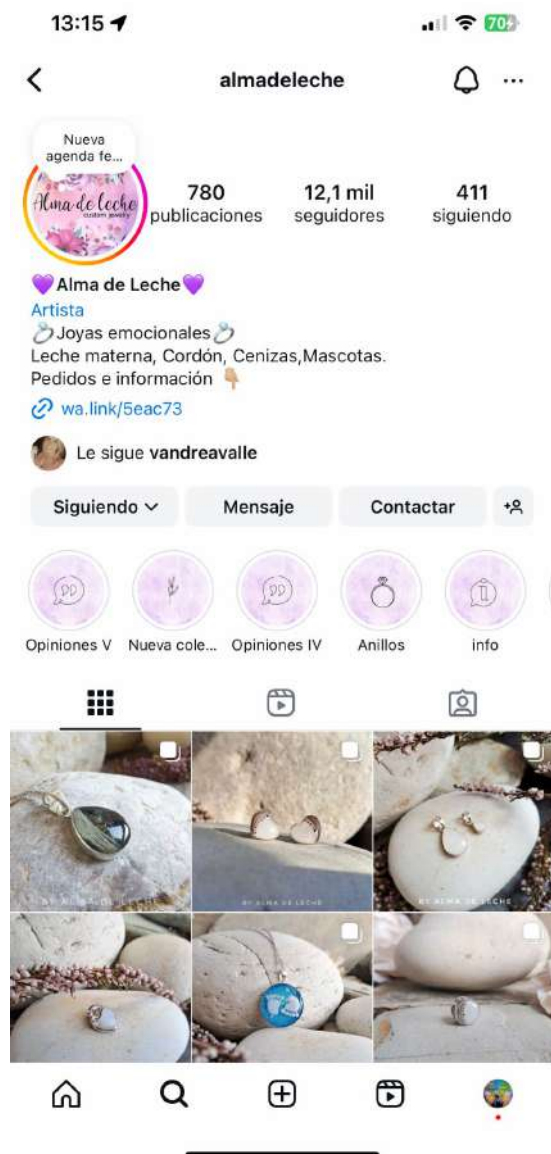 13:15
70
almadeleche
Nueva
agenda fe...
Alma de leche
custom jewelry
780
publicaciones
12,1 mil
seguidores
411
siguiendo
Alma de Leche
Artista
Joyas emocionales
Leche materna, Cordón, Cenizas,Mascotas.
Pedidos e información
wa.link/5eac73
Le sigue vandreavalle
Siguiendo
Mensaje
Contactar
Opiniones V
Nueva cole...
Opiniones IV
Anillos
info
BY ALMA DE LECHE
BY ALMA DE LECHE
BY ALMA DE LECHE